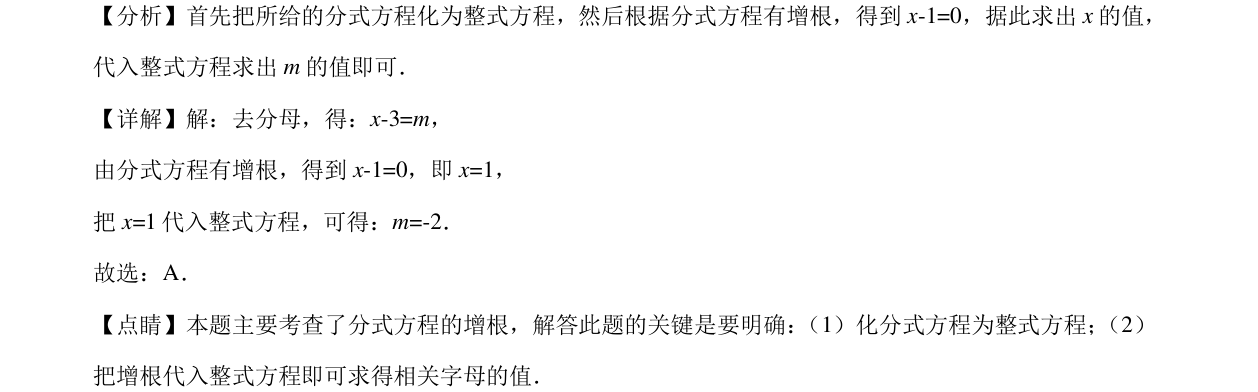 【分析】首先把所给的分式方程化为整式方程，然后根据分式方程有增根，得到 x-1=0，据此求出 x 的值，
代入整式方程求出 m 的值即可．
【详解】解：去分母，得：x-3=m，
由分式方程有增根，得到 x-1=0，即 x=1，
把 x=1 代入整式方程，可得：m=-2．
故选：A．
【点睛】本题主要考查了分式方程的增根，解答此题的关键是要明确：（1）化分式方程为整式方程；（2）
把增根代入整式方程即可求得相关字母的值．